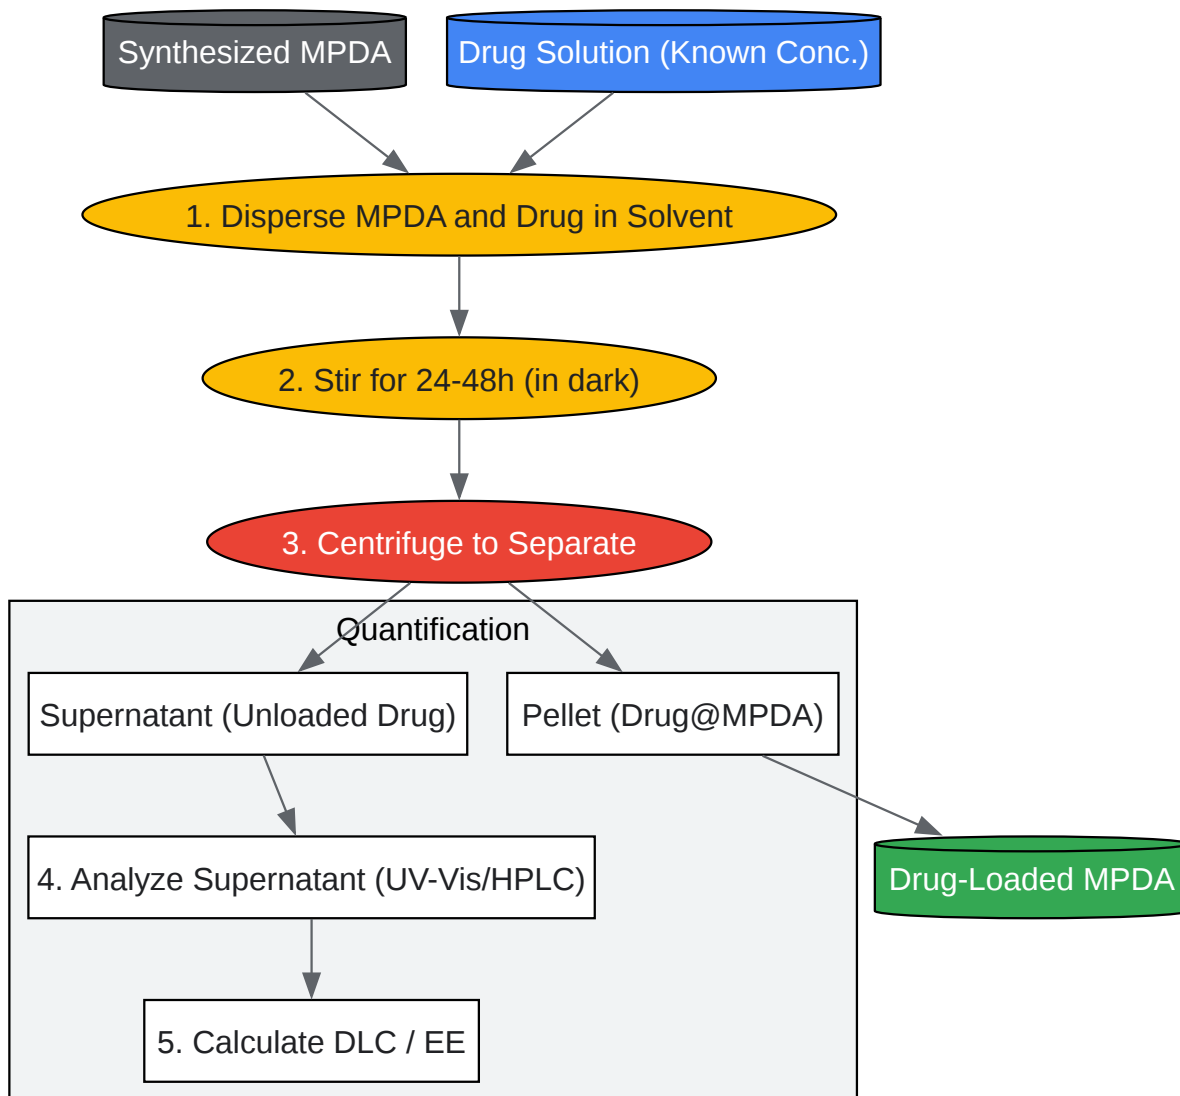 Synthesized MPDA
Drug Solution (Known Conc.)
1. Disperse MPDA and Drug in Solvent
2. Stir for 24-48h (in dark)
3. Centrifuge to Separate
Quantification
Supernatant (Unloaded Drug)
Pellet (Drug@MPDA)
4. Analyze Supernatant (UV-Vis/HPLC)
Drug-Loaded MPDA
5. Calculate DLC / EE